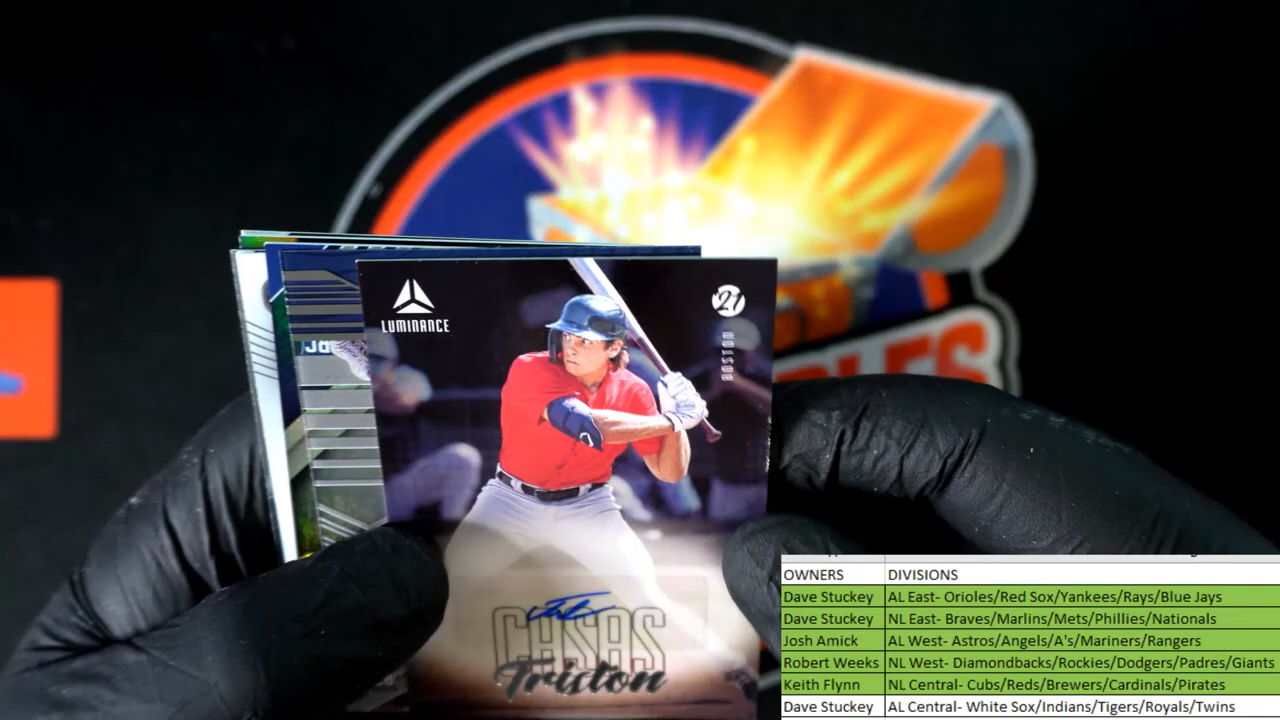 LUMINANCE
21
BOSTON
CASAS
Triston
OWNERS DIVISIONS
Dave Stuckey AL East- Orioles/Red Sox/Yankees/Rays/Blue Jays
Dave Stuckey NL East- Braves/Marlins/Mets/Phillies/Nationals
Josh Amick AL West- Astros/Angels/A's/Mariners/Rangers
Robert Weeks NL West- Diamondbacks/Rockies/Dodgers/Padres/Giants
Keith Flynn NL Central- Cubs/Reds/Brewers/Cardinals/Pirates
Dave Stuckey AL Central- White Sox/Indians/Tigers/Royals/Twins